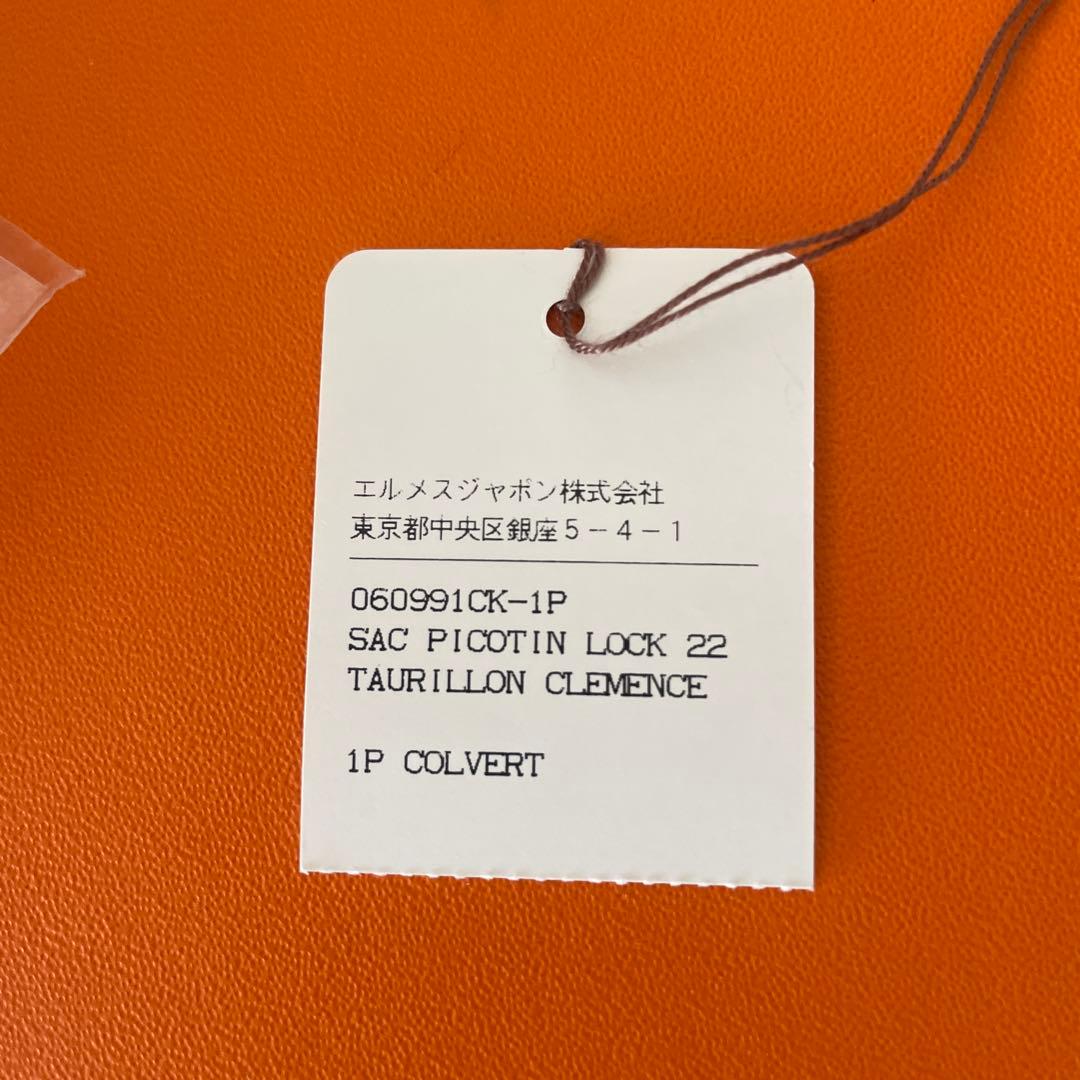 エルメスジャポン株式会社
東京都中央区銀座5-4-1
060991CK-1P
SAC PICOTIN LOCK 22
TAURILLON CLEMENCE
1P COLVERT